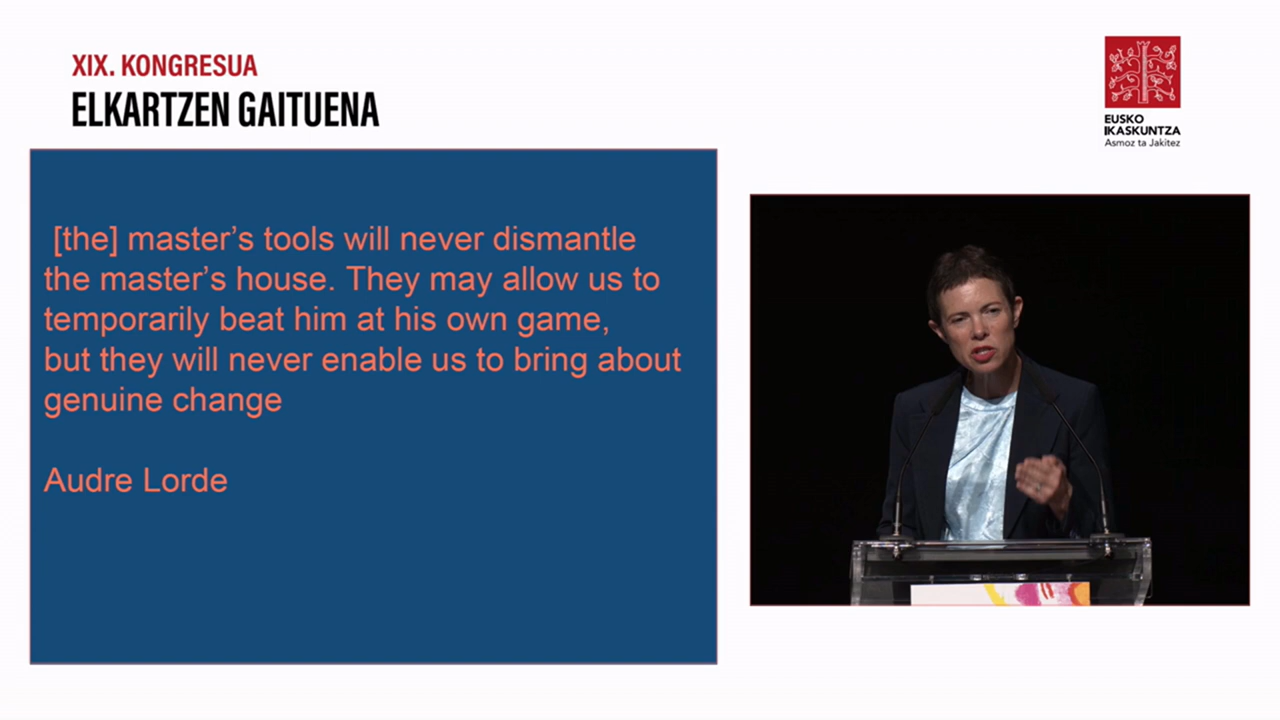 XIX. KONGRESUA
ELKARTZEN GAITUENA
EUSKO
IKASKUNTZA
Asmoz ta Jakitez
[the] master’s tools will never dismantle
the master’s house. They may allow us to
temporarily beat him at his own game,
but they will never enable us to bring about
genuine change
Audre Lorde